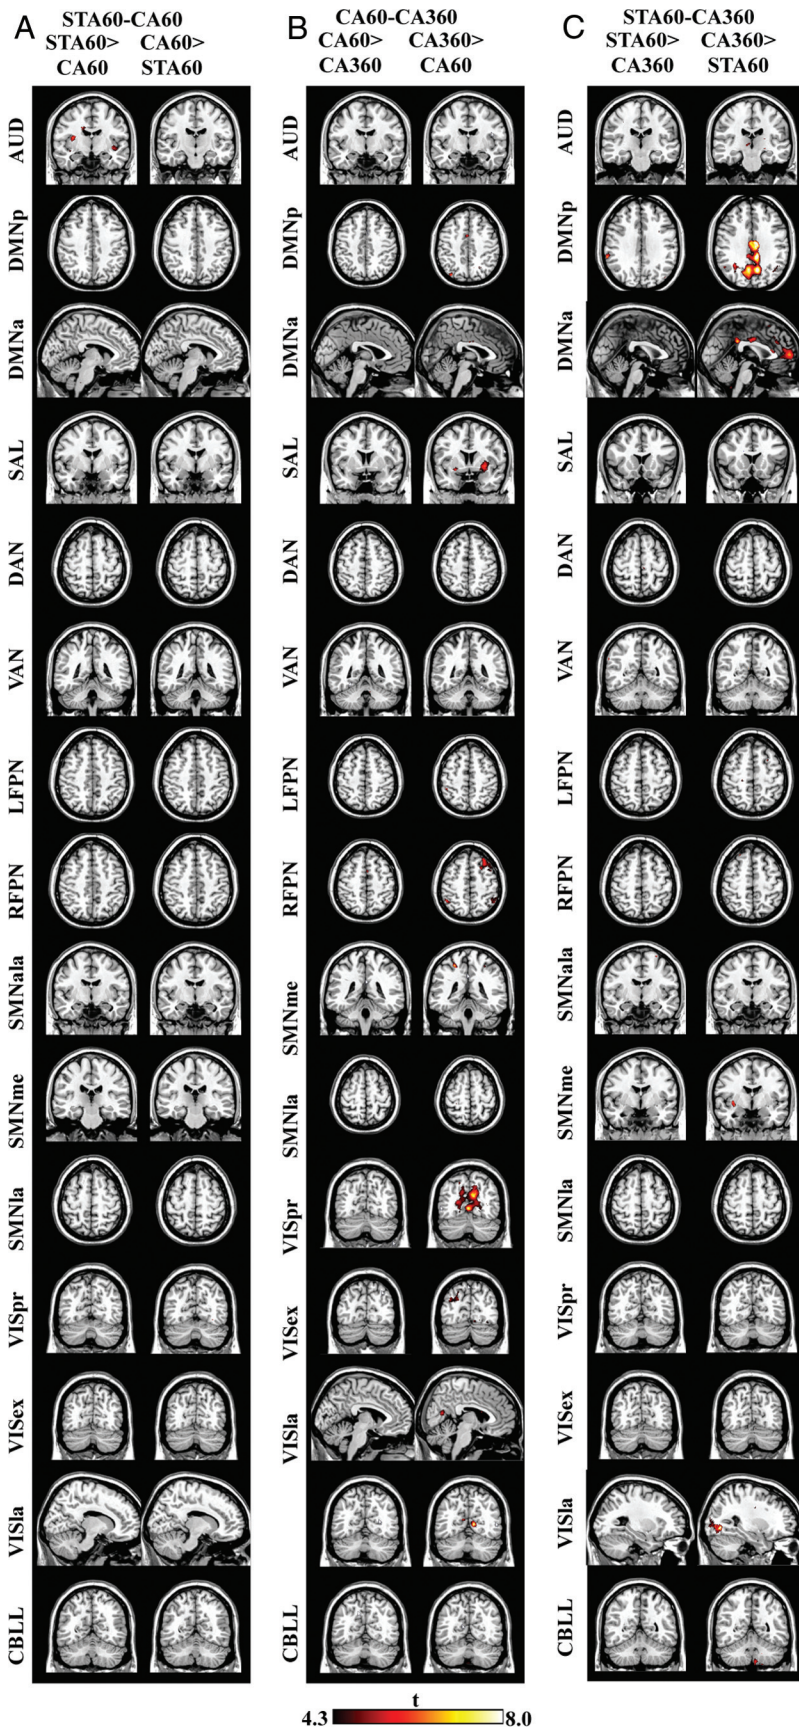 A
STA60-CA60
STA60>
CA60
CA60>
STA60
AUD
DMNp
DMNa
SAL
DAN
VAN
LFPN
RFPN
SMNala
SMNme
SMNla
VISpr
VISex
VISla
CBLL
B
CA60-CA360
CA60>
CA360
CA360>
CA60
AUD
DMNp
DMNa
SAL
DAN
VAN
LFPN
RFPN
SMNme
SMNla
VISpr
VISex
VISla
CBLL
C
STA60-CA360
STA60>
CA360
CA360>
STA60
AUD
DMNp
DMNa
SAL
DAN
VAN
LFPN
RFPN
SMNala
SMNme
SMNla
VISpr
VISex
VISla
CBLL
t
4.3 8.0